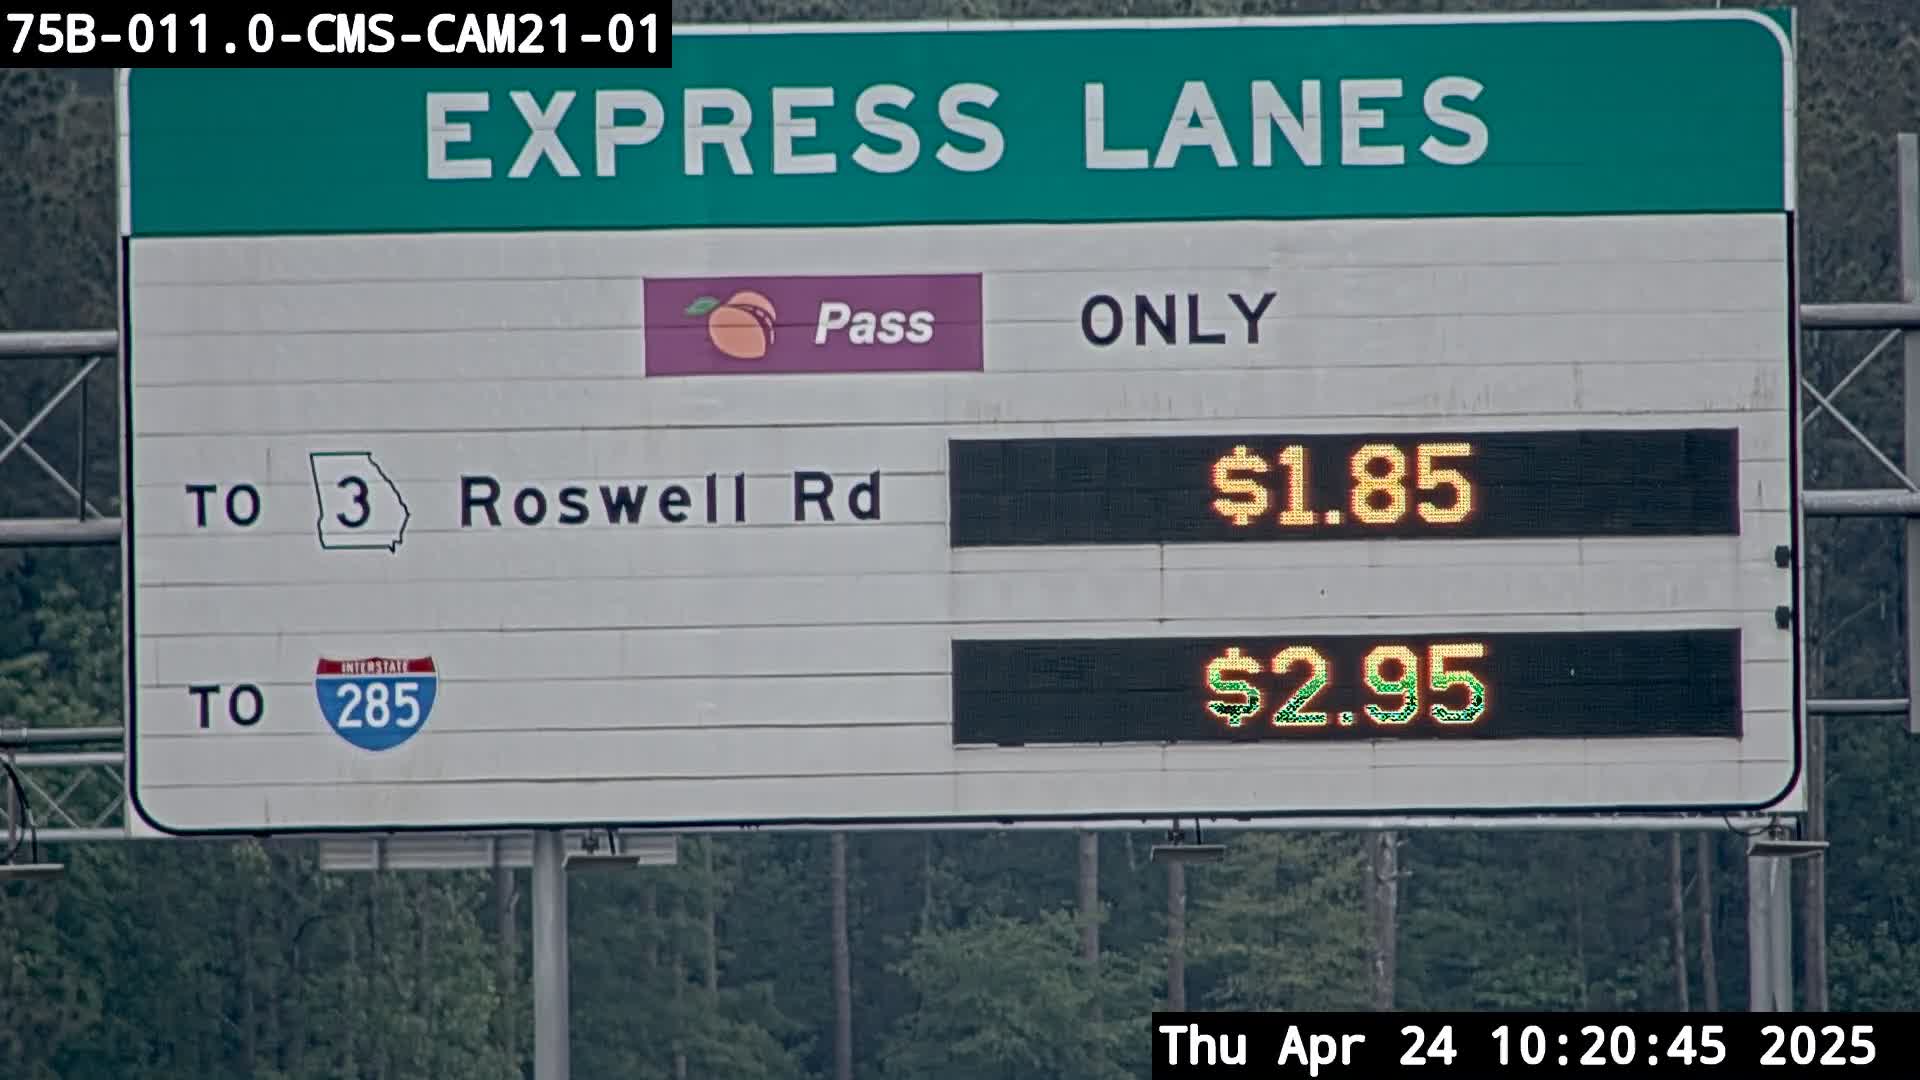 75B-011.0-CMS-CAM21-01
EXPRESS LANES
Pass ONLY
TO 3 Roswell Rd $1.85
TO INTERSTATE 285 $2.95
Thu Apr 24 10:20:45 2025